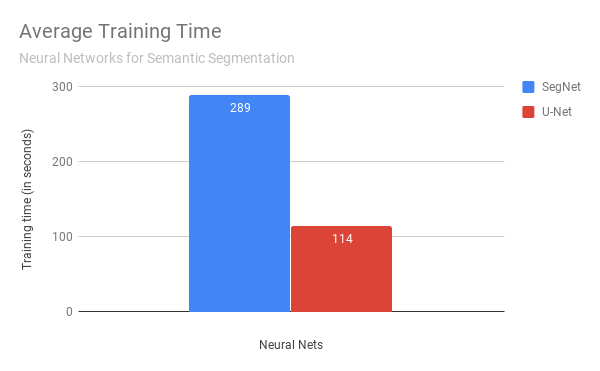 Average Training Time
Neural Networks for Semantic Segmentation
300
200
100
0
Training time (in seconds)
289
114
Neural Nets
SegNet
U-Net